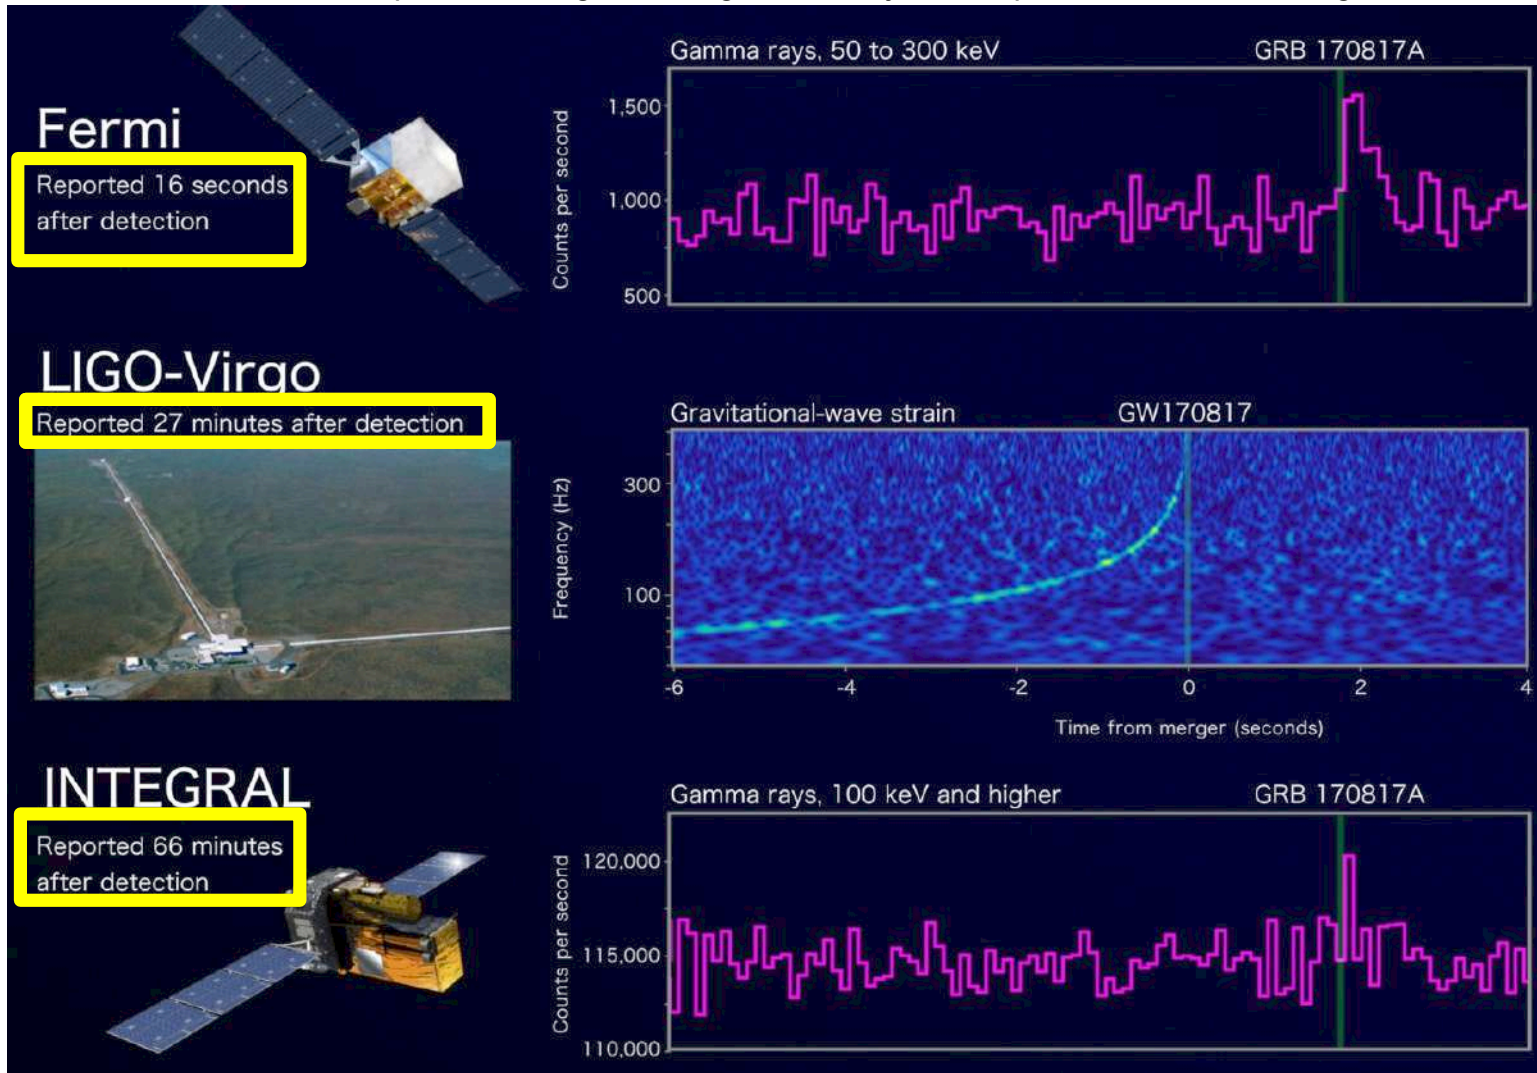 Fermi
Reported 16 seconds
after detection
Gamma rays, 50 to 300 keV
GRB 170817A
Counts per second
1,500
1,000
500
LIGO-Virgo
Reported 27 minutes after detection
Gravitational-wave strain
GW170817
Frequency (Hz)
300
100
-6
-4
-2
0
2
4
Time from merger (seconds)
INTEGRAL
Reported 66 minutes
after detection
Gamma rays, 100 keV and higher
GRB 170817A
Counts per second
120,000
115,000
110,000